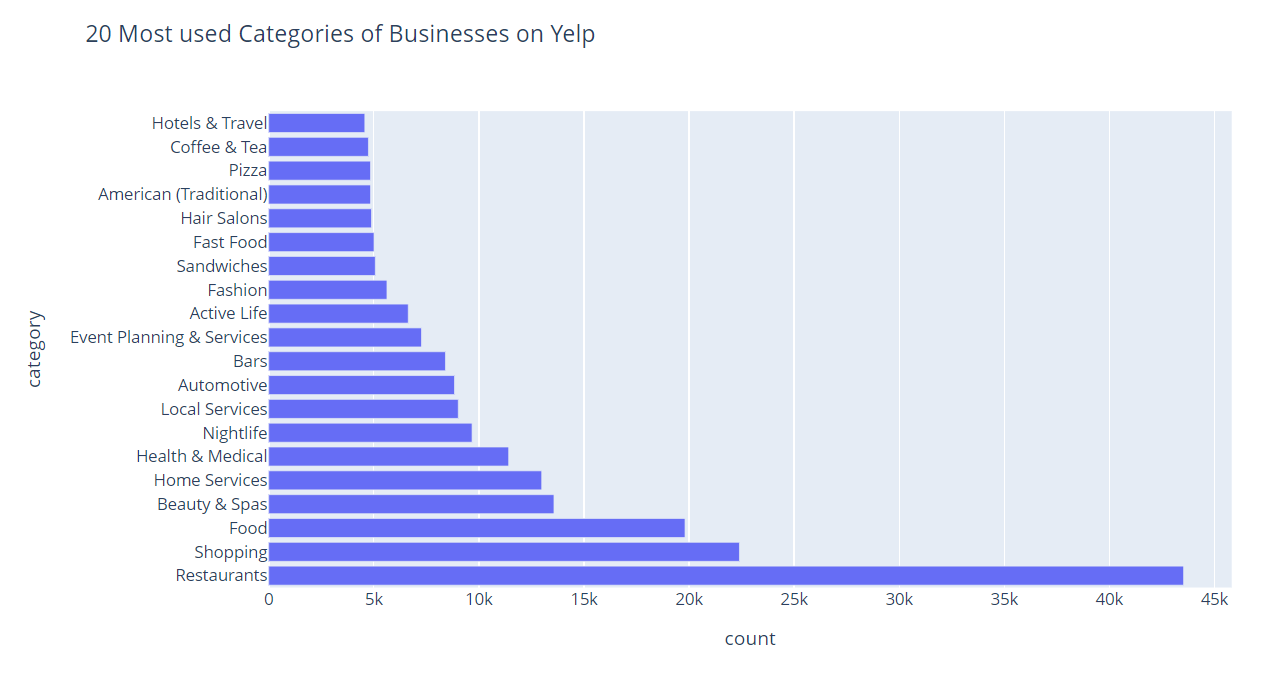 20 Most used Categories of Businesses on Yelp
Hotels & Travel
Coffee & Tea
Pizza
American (Traditional)
Hair Salons
Fast Food
Sandwiches
Fashion
Active Life
Event Planning & Services
Bars
Automotive
Local Services
Nightlife
Health & Medical
Home Services
Beauty & Spas
Food
Shopping
Restaurants
category
0 5k 10k 15k 20k 25k 30k 35k 40k 45k
count